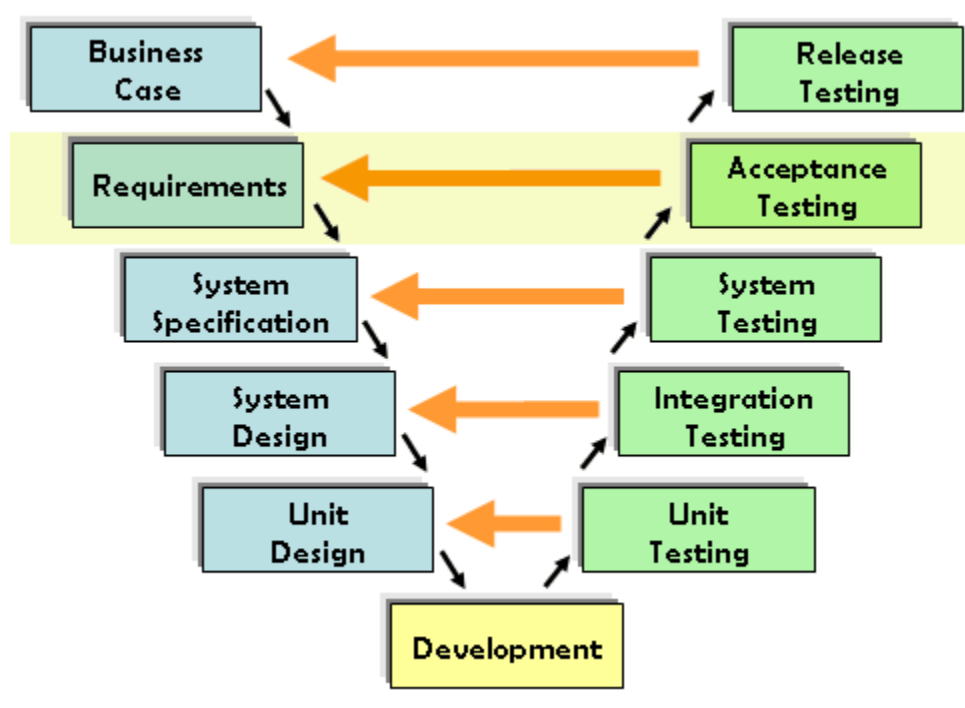 Business
Case
Release
Testing
Requirements
Acceptance
Testing
System
Specification
System
Testing
System
Design
Integration
Testing
Unit
Design
Unit
Testing
Development